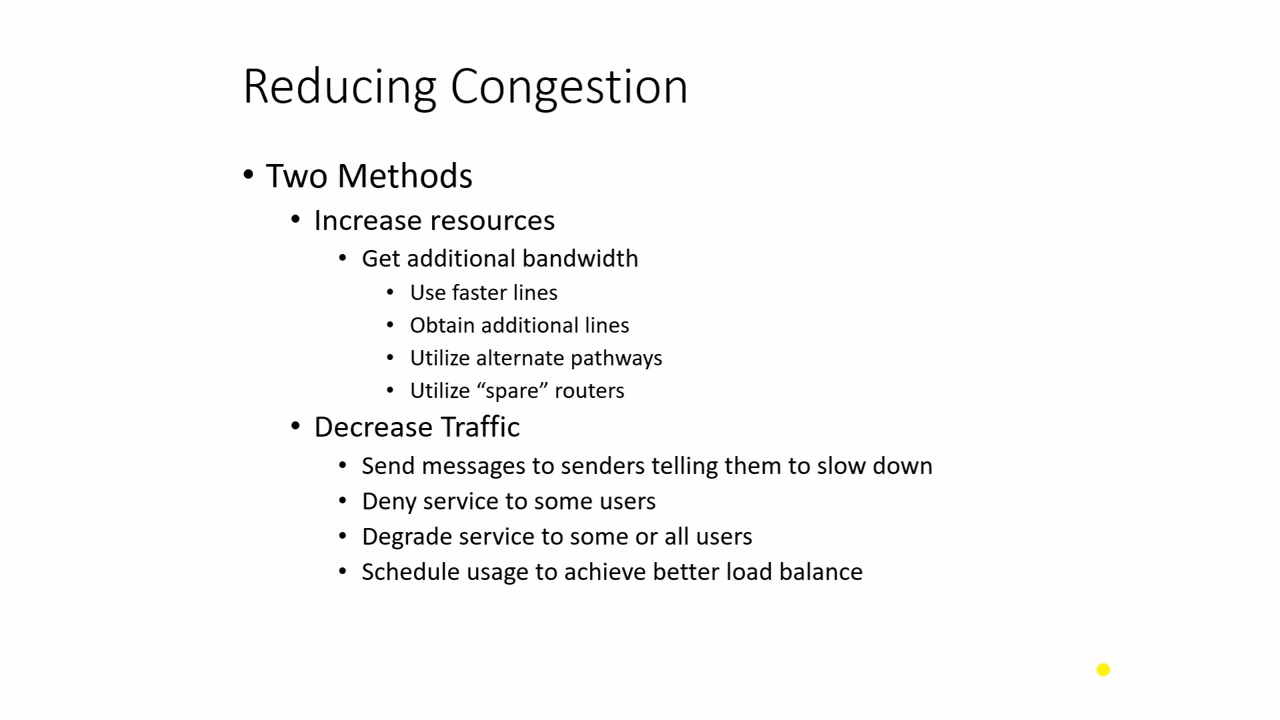 Reducing Congestion
• Two Methods
• Increase resources
• Get additional bandwidth
• Use faster lines
• Obtain additional lines
• Utilize alternate pathways
• Utilize “spare” routers
• Decrease Traffic
• Send messages to senders telling them to slow down
• Deny service to some users
• Degrade service to some or all users
• Schedule usage to achieve better load balance